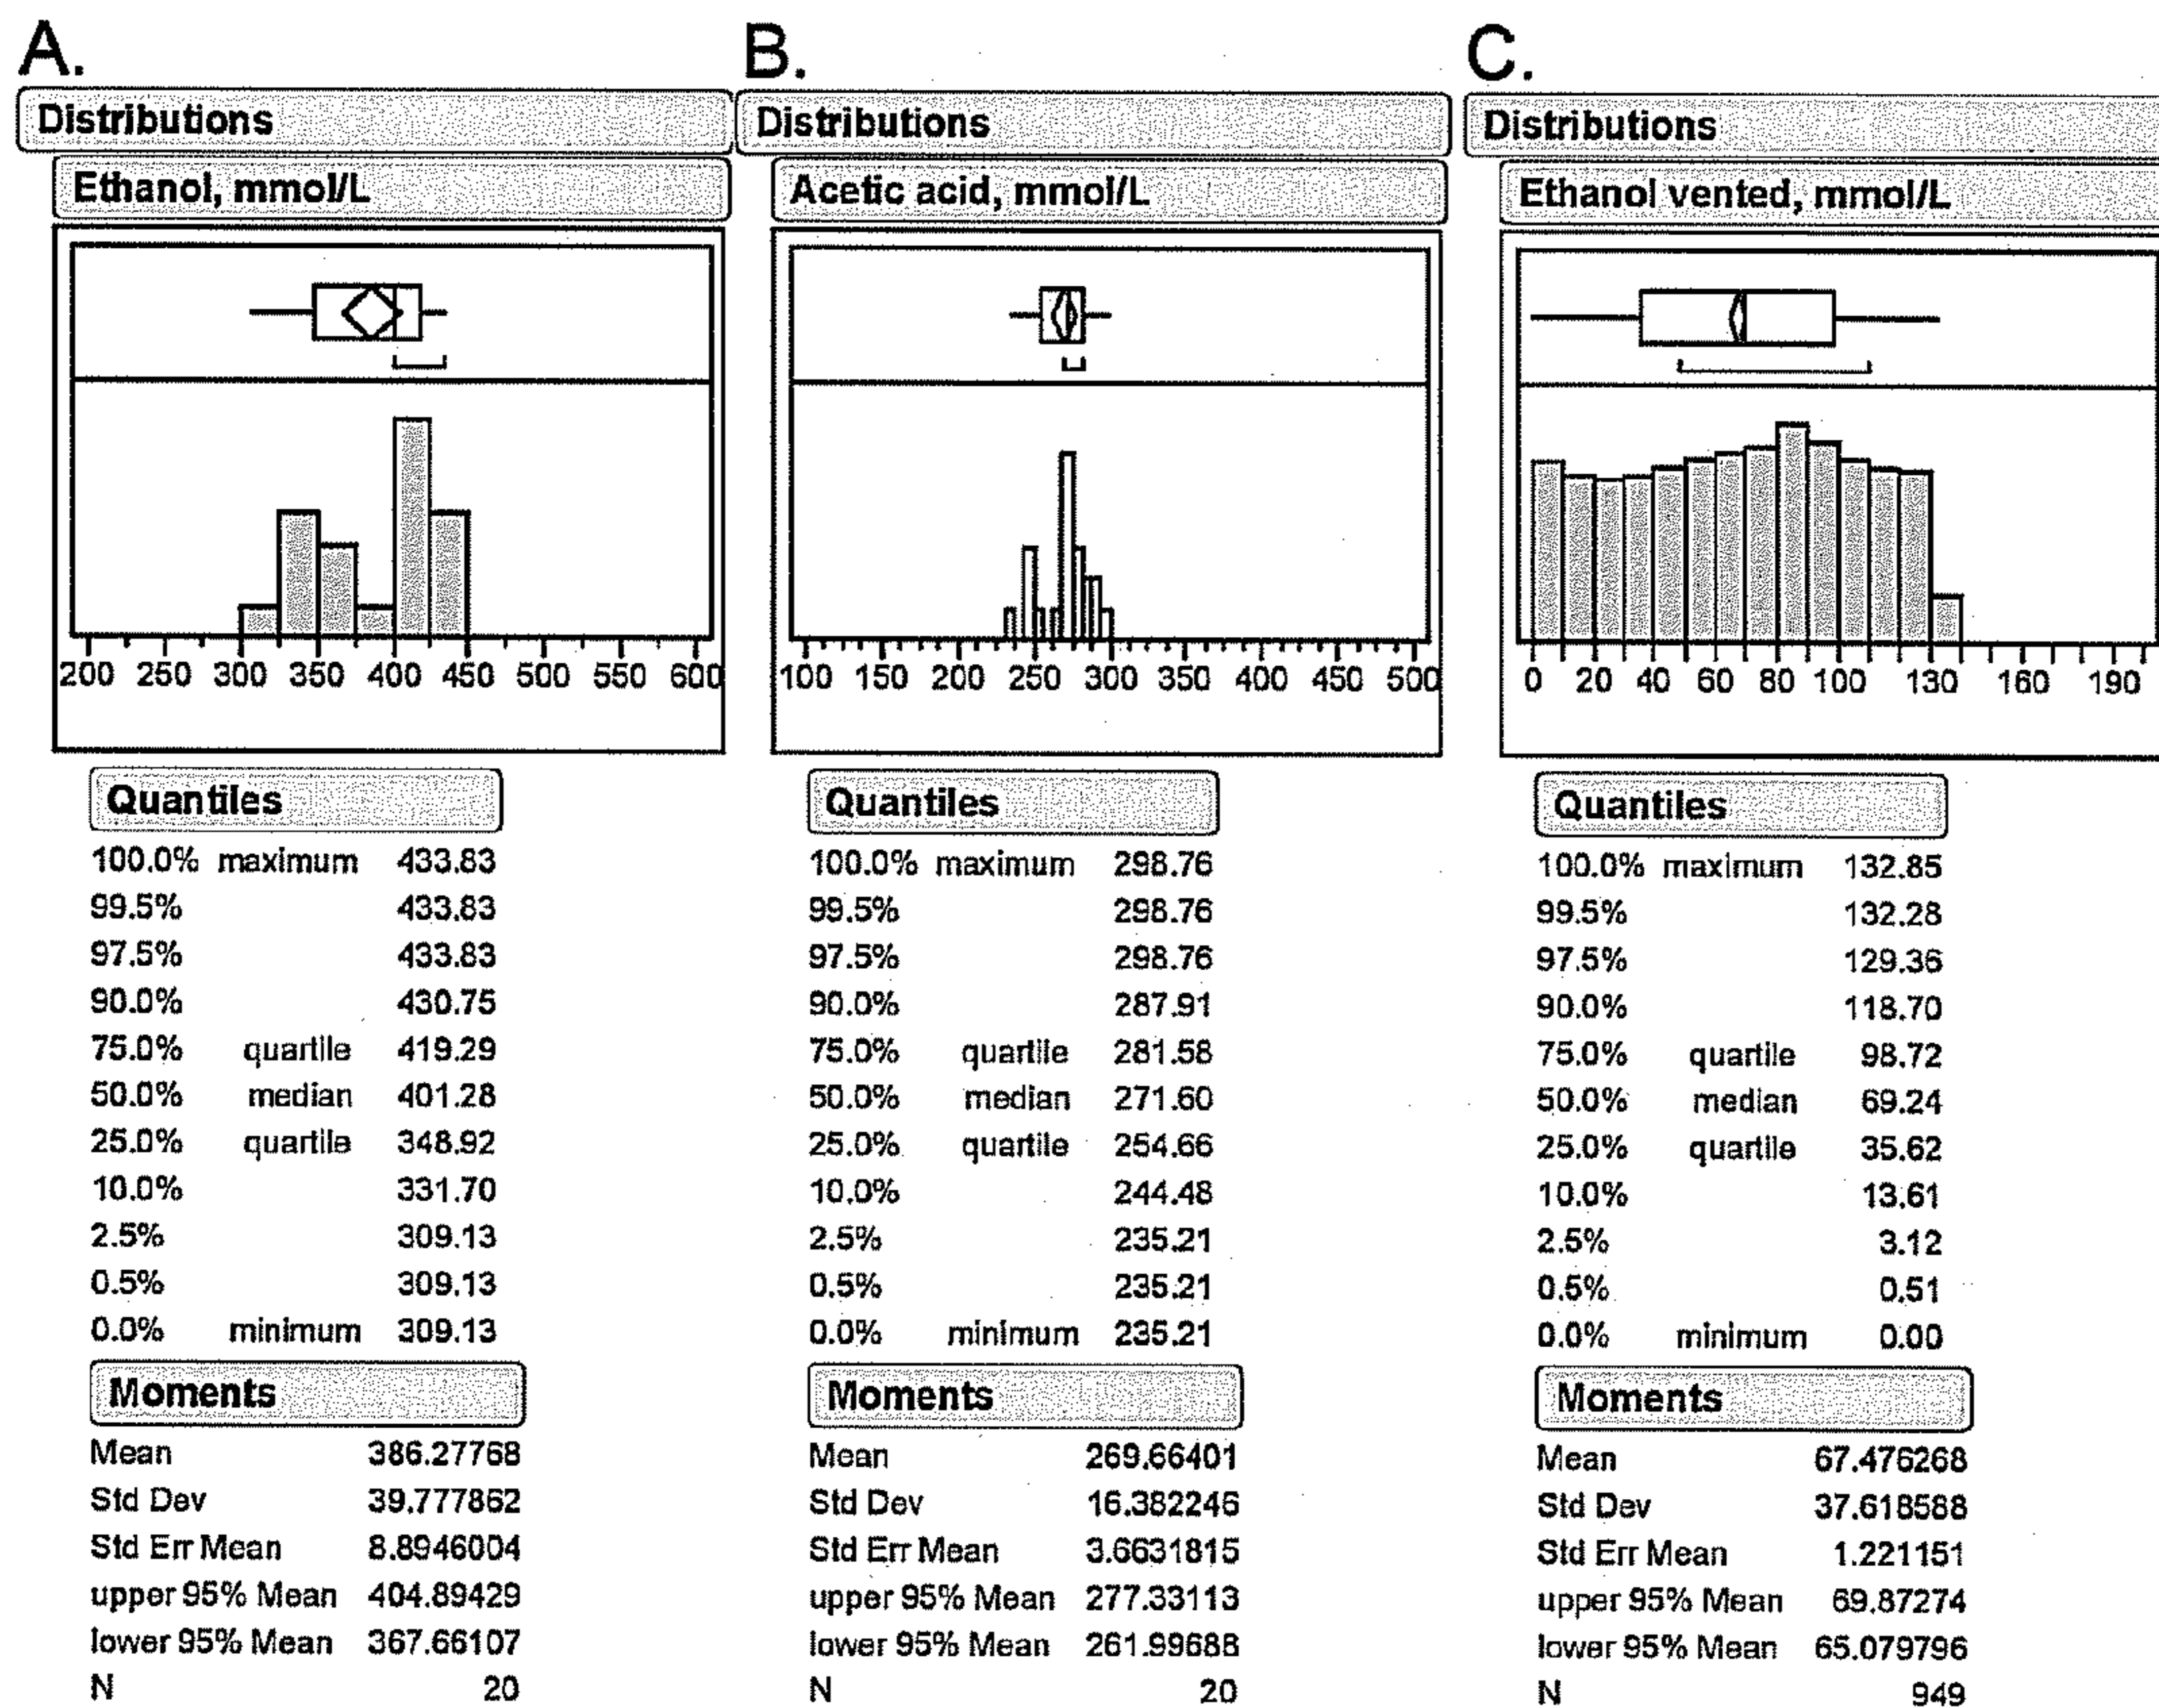 A.
Distributions
Ethanol, mmol/L
200 250 300 350 400 450 500 550 600
Quantiles
100.0% maximum 433.83
99.5% 433.83
97.5% 433.83
90.0% 430.75
75.0% quartile 419.29
50.0% median 401.28
25.0% quartile 348.92
10.0% 331.70
2.5% 309.13
0.5% 309.13
0.0% minimum 309.13
Moments
Mean 386.27768
Std Dev 39.777862
Std Err Mean 8.8946004
upper 95% Mean 404.89429
lower 95% Mean 367.66107
N 20
B.
Distributions
Acetic acid, mmol/L
100 150 200 250 300 350 400 450 500
Quantiles
100.0% maximum 298.76
99.5% 298.76
97.5% 298.76
90.0% 287.91
75.0% quartile 281.58
50.0% median 271.60
25.0% quartile 254.66
10.0% 244.48
2.5% 235.21
0.5% 235.21
0.0% minimum 235.21
Moments
Mean 269.66401
Std Dev 16.382246
Std Err Mean 3.6631815
upper 95% Mean 277.33113
lower 95% Mean 261.99688
N 20
C.
Distributions
Ethanol vented, mmol/L
0 20 40 60 80 100 130 160 190
Quantiles
100.0% maximum 132.85
99.5% 132.28
97.5% 129.36
90.0% 118.70
75.0% quartile 98.72
50.0% median 69.24
25.0% quartile 35.62
10.0% 13.61
2.5% 3.12
0.5% 0.51
0.0% minimum 0.00
Moments
Mean 67.476268
Std Dev 37.618588
Std Err Mean 1.221151
upper 95% Mean 69.87274
lower 95% Mean 65.079796
N 949